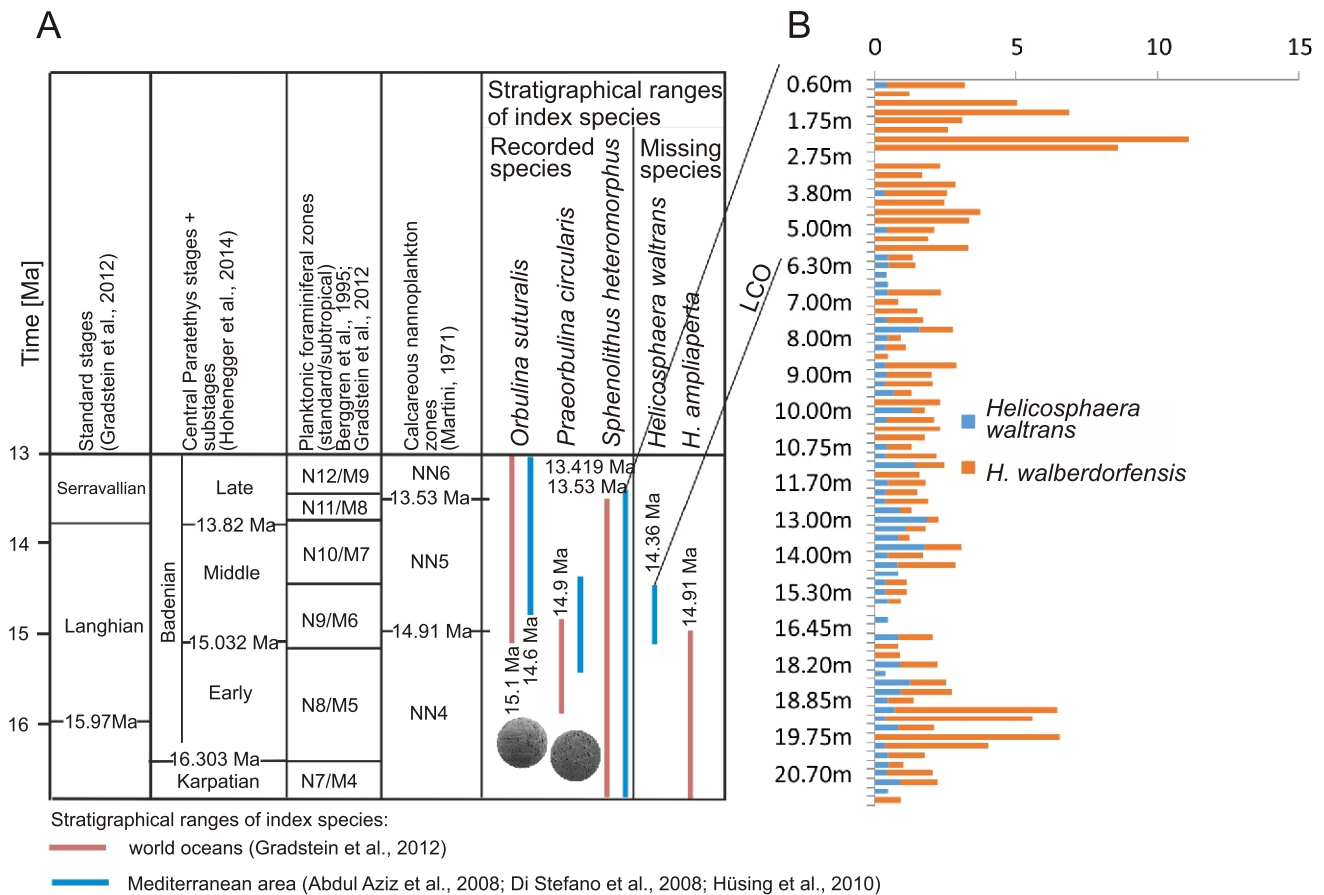 A
B
Time [Ma]
13
14
15
16
Standard stages
(Gradstein et al., 2012)
Serravallian
Langhian
15.97Ma
Central Paratethys stages +
substages
(Hohenegger et al., 2014)
Badenian
Late
13.82 Ma
Middle
15.032 Ma
Early
16.303 Ma
Karpatian
Planktonic foraminiferal zones
(standard/subtropical)
Berggren et al., 1995;
Gradstein et al., 2012
N12/M9
N11/M8
N10/M7
N9/M6
N8/M5
N7/M4
Calcareous nannoplankton
zones
(Martini, 1971)
NN6
13.53 Ma
NN5
14.91 Ma
NN4
Stratigraphical ranges
of index species
Recorded
species
Missing
species
Orbulina suturalis
Praeorbulina circularis
Sphenolithus heteromorphus
Helicosphaera waltrans
H. ampliaperta
13.419 Ma
13.53 Ma
15.1 Ma
14.6 Ma
14.9 Ma
14.36 Ma
14.91 Ma
LCO
Stratigraphical ranges of index species:
world oceans (Gradstein et al., 2012)
Mediterranean area (Abdul Aziz et al., 2008; Di Stefano et al., 2008; Hüsing et al., 2010)
0
5
10
15
0.60m
1.75m
2.75m
3.80m
5.00m
6.30m
7.00m
8.00m
9.00m
10.00m
10.75m
11.70m
13.00m
14.00m
15.30m
16.45m
18.20m
18.85m
19.75m
20.70m
Helicosphaera
waltrans
H. walberdorfensis